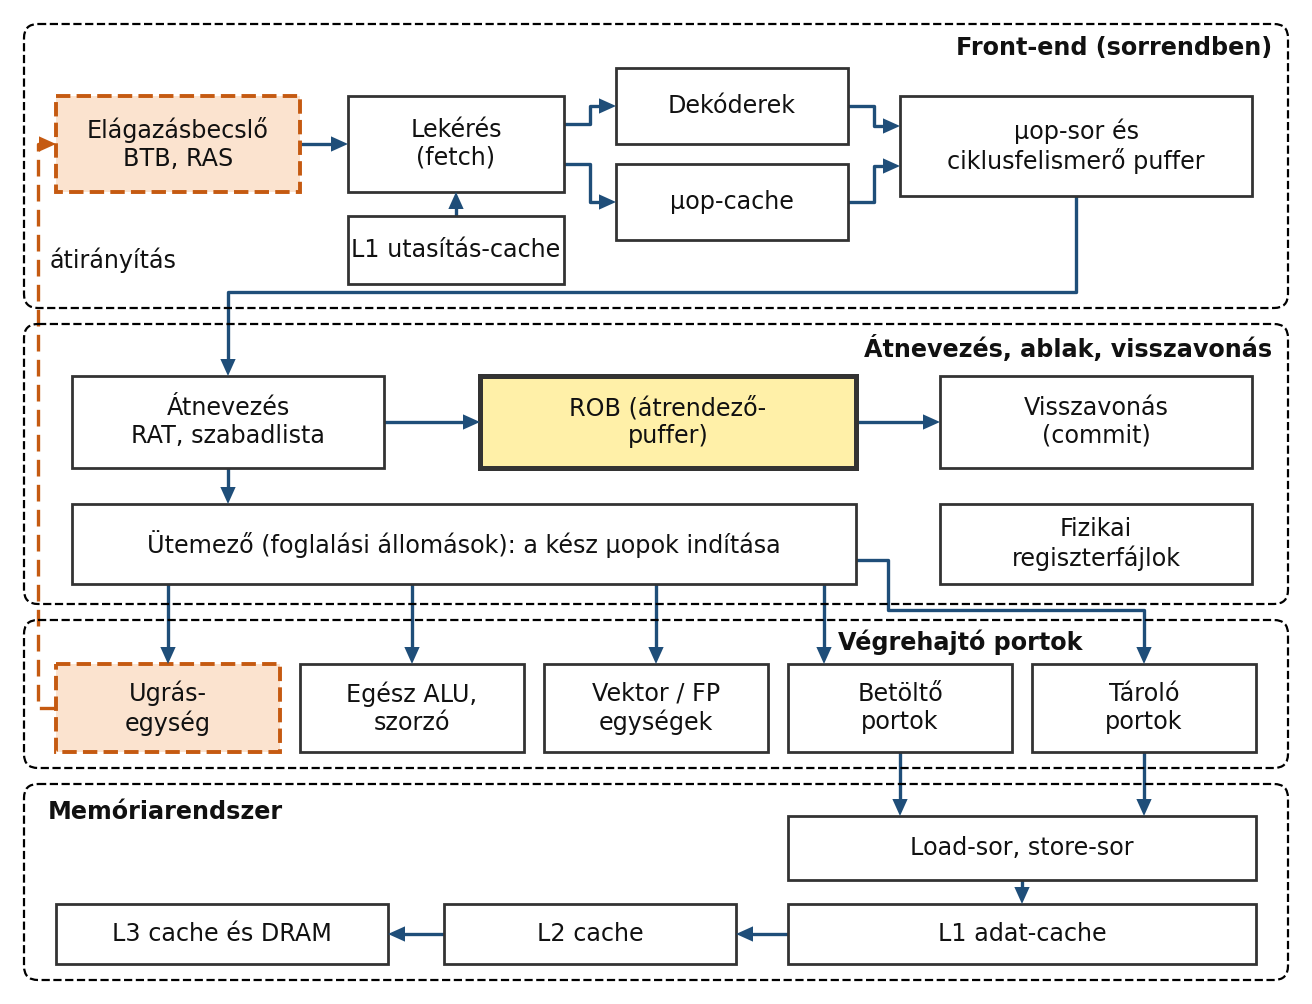 Front-end (sorrendben)
Elágazásbecslő
BTB, RAS
Lekérés
(fetch)
Dekóderek
µop-cache
µop-sor és
ciklusfelismerő puffer
L1 utasítás-cache
átirányítás
Átnevezés, ablak, visszavonás
Átnevezés
RAT, szabadlista
ROB (átrendező-
puffer)
Visszavonás
(commit)
Ütemező (foglalási állomások): a kész µopok indítása
Fizikai
regiszterfájlok
Végrehajtó portok
Ugrás-
egység
Egész ALU,
szorzó
Vektor / FP
egységek
Betöltő
portok
Tároló
portok
Memóriarendszer
Load-sor, store-sor
L3 cache és DRAM
L2 cache
L1 adat-cache